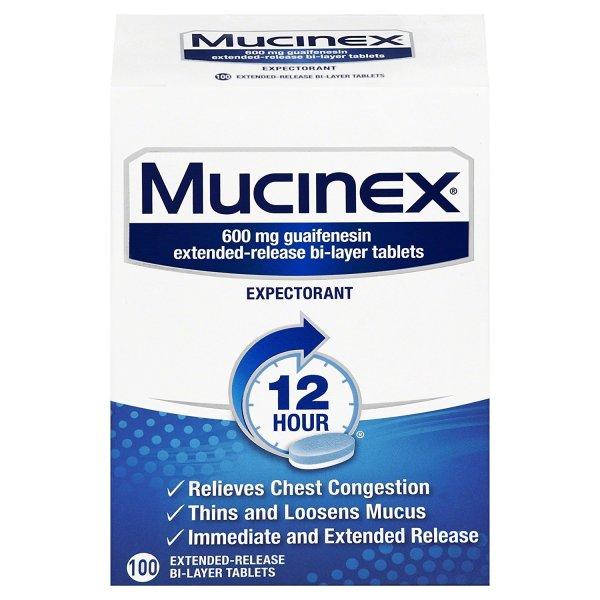 Mucinex®
600 mg guaifenesin
extended-release bi-layer tablets
EXPECTORANT
100 EXTENDED-RELEASE BI-LAYER TABLETS
Mucinex®
600 mg guaifenesin
extended-release bi-layer tablets
EXPECTORANT
12
HOUR
®
✓ Relieves Chest Congestion
✓ Thins and Loosens Mucus
✓ Immediate and Extended Release
100 EXTENDED-RELEASE
BI-LAYER TABLETS